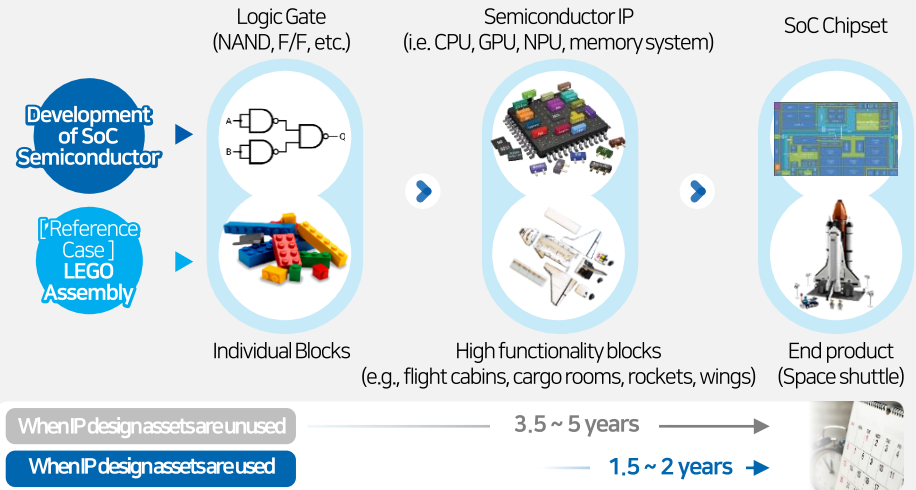 Logic Gate
(NAND, F/F, etc.)
Semiconductor IP
(i.e. CPU, GPU, NPU, memory system)
SoC Chipset
Development
of SoC
Semiconductor
A
B
Q
[Reference
Case]
LEGO
Assembly
Individual Blocks
High functionality blocks
(e.g., flight cabins, cargo rooms, rockets, wings)
End product
(Space shuttle)
When IP design assets are unused
3.5 ~ 5 years
When IP design assets are used
1.5 ~ 2 years